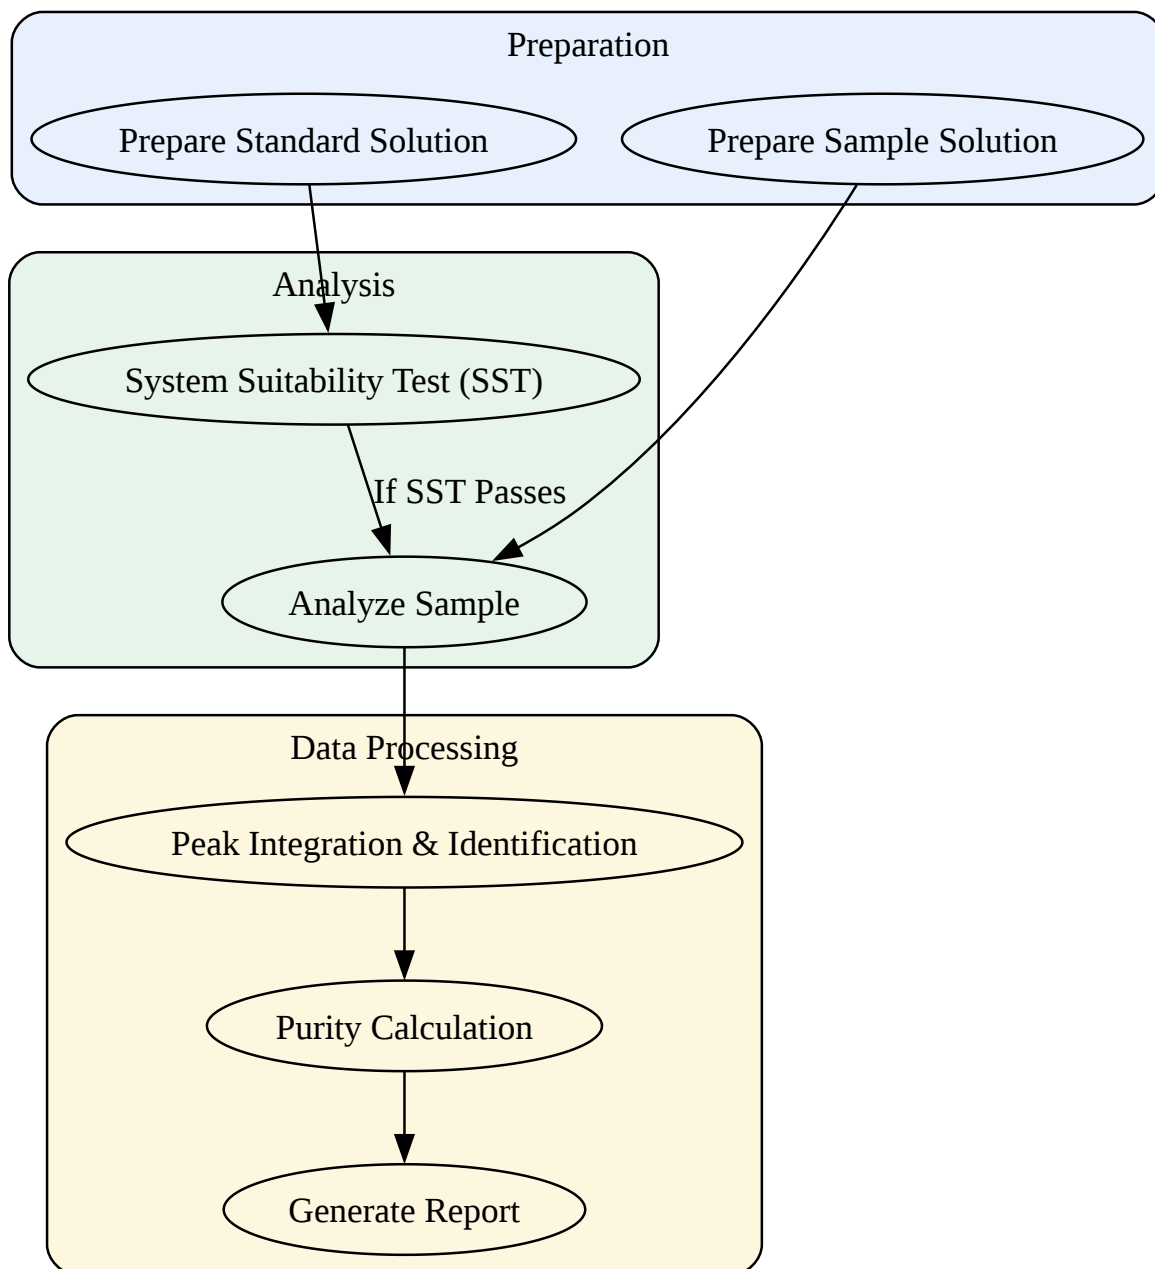 Preparation
Prepare Standard Solution
Prepare Sample Solution
Analysis
System Suitability Test (SST)
If SST Passes
Analyze Sample
Data Processing
Peak Integration & Identification
Purity Calculation
Generate Report